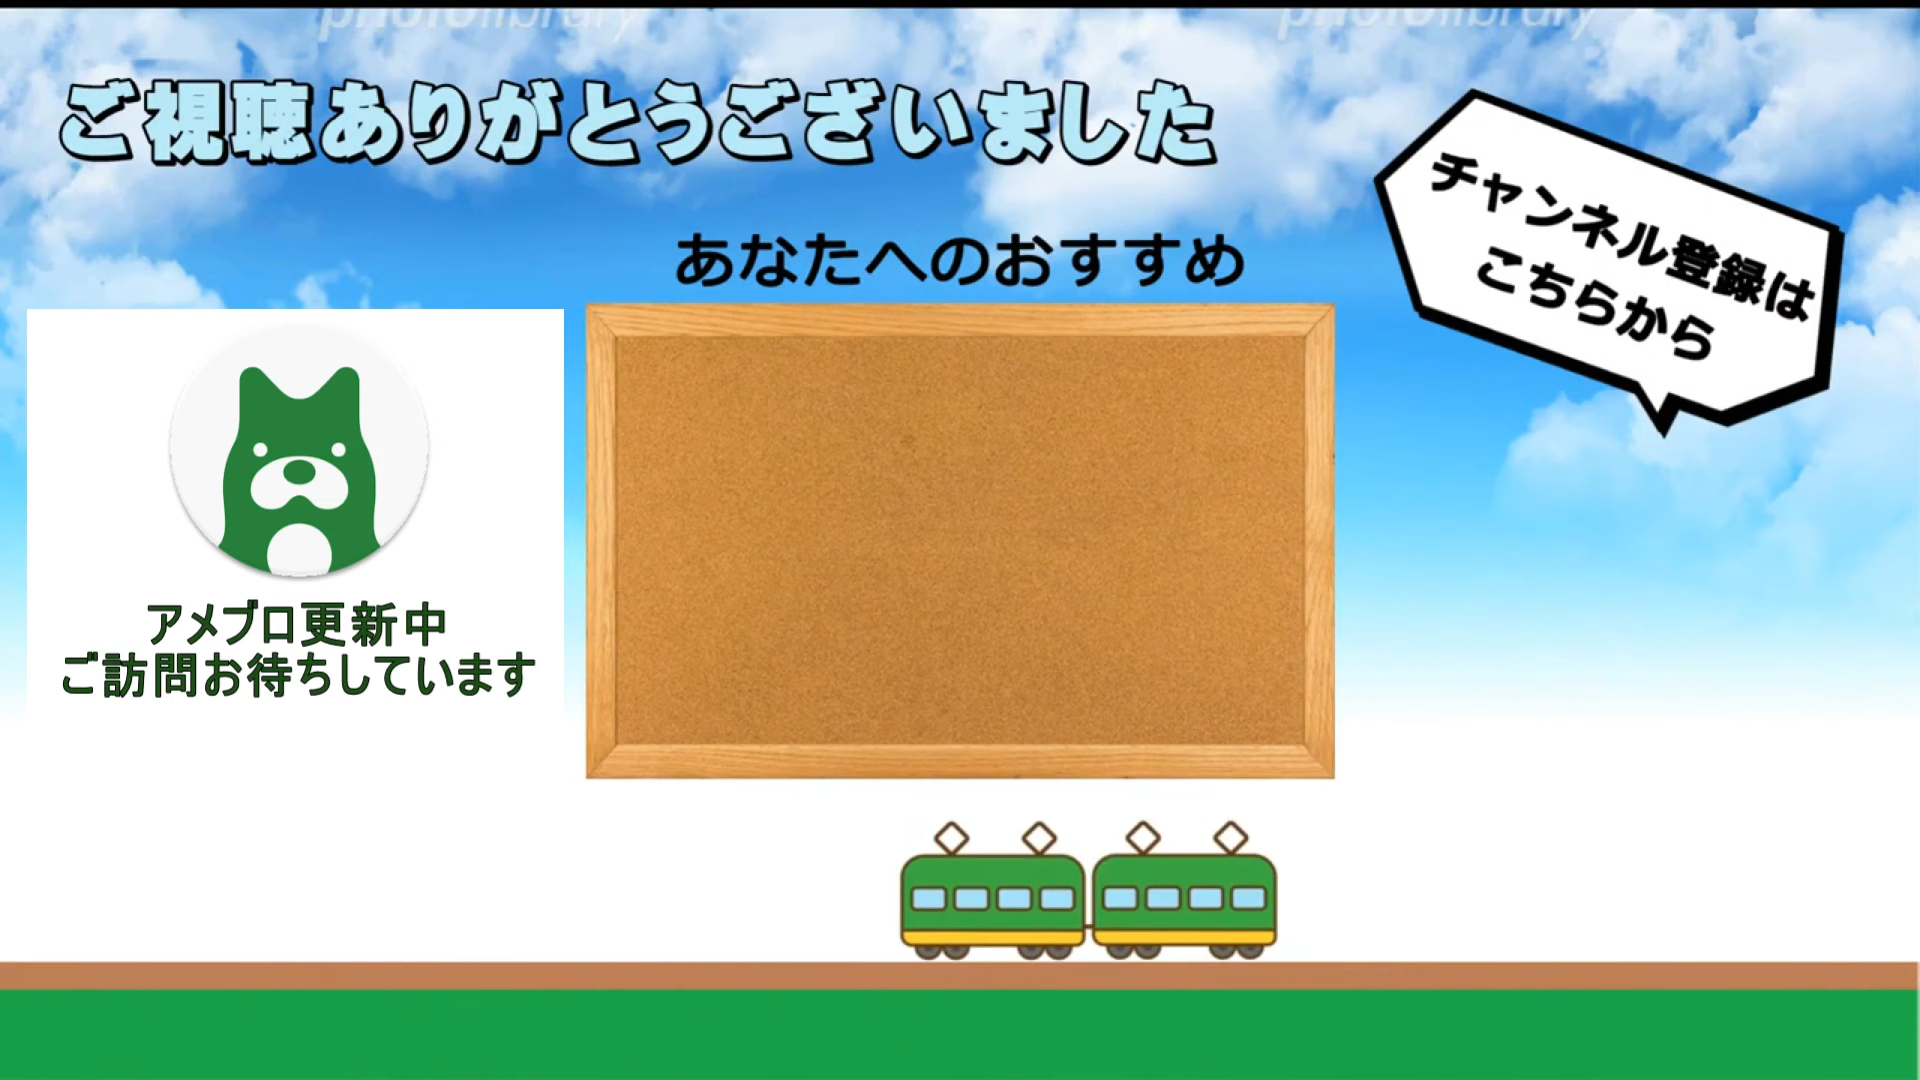 photolibrary
photolibrary
ご視聴ありがとうございました
チャンネル登録は
こちらから
あなたへのおすすめ
アメブロ更新中
ご訪問お待ちしています